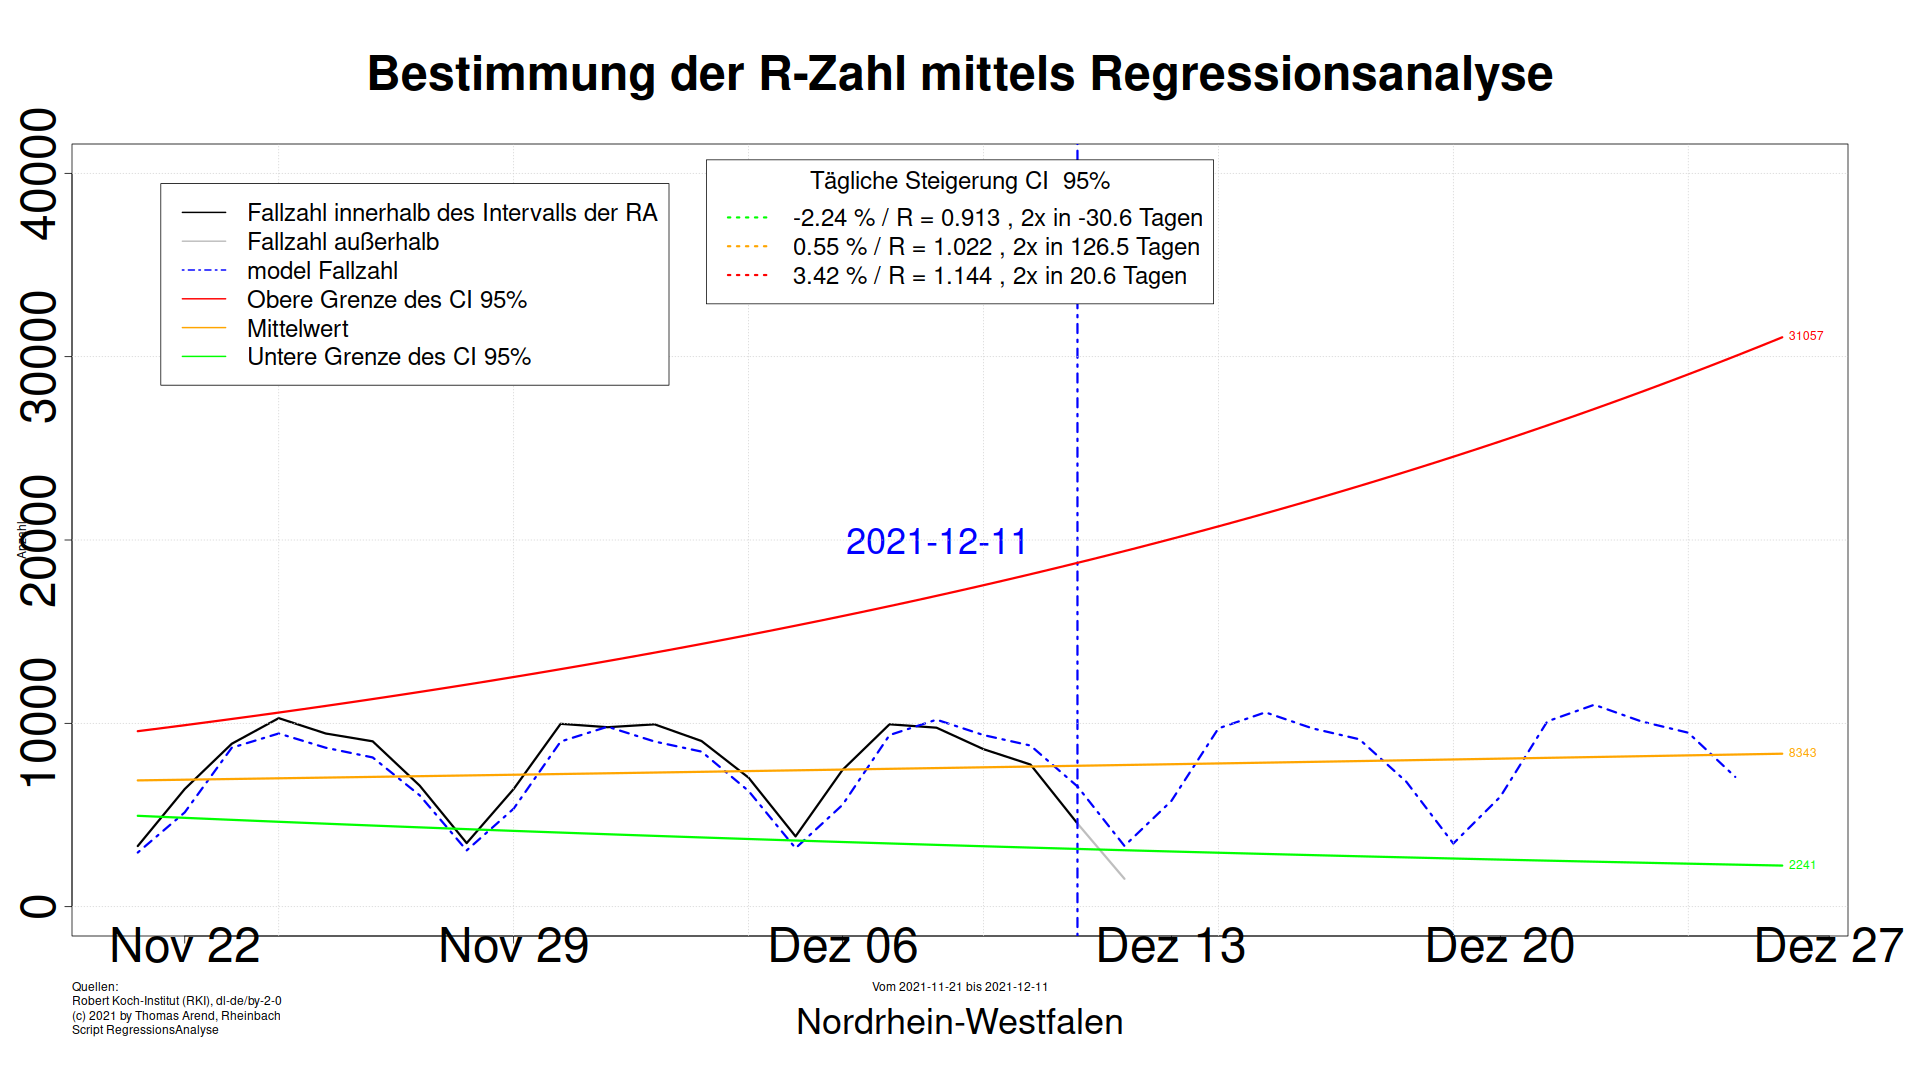 Bestimmung der R-Zahl mittels Regressionsanalyse
40000
30000
20000
10000
0
Anzahl
Fallzahl innerhalb des Intervalls der RA
Fallzahl außerhalb
model Fallzahl
Obere Grenze des CI 95%
Mittelwert
Untere Grenze des CI 95%
Tägliche Steigerung CI 95%
-2.24 % / R = 0.913 , 2x in -30.6 Tagen
0.55 % / R = 1.022 , 2x in 126.5 Tagen
3.42 % / R = 1.144 , 2x in 20.6 Tagen
31057
2021-12-11
8343
2241
Nov 22 Nov 29 Dez 06 Dez 13 Dez 20 Dez 27
Quellen:
Robert Koch-Institut (RKI), dl-de/by-2-0
(c) 2021 by Thomas Arend, Rheinbach
Script RegressionsAnalyse
Vom 2021-11-21 bis 2021-12-11
Nordrhein-Westfalen